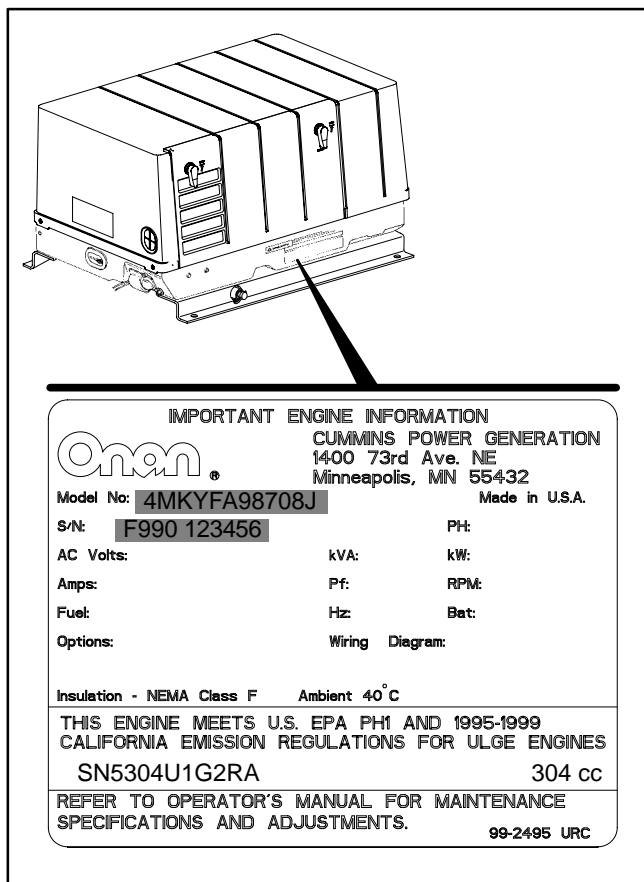 IMPORTANT ENGINE INFORMATION
Onan ®
CUMMINS POWER GENERATION
1400 73rd Ave. NE
Minneapolis, MN 55432
Model No: 4MKYFA98708J Made in U.S.A.
S/N: F990 123456 PH:
AC Volts: kVA: kW:
Amps: Pf: RPM:
Fuel: Hz: Bat:
Options: Wiring Diagram:
Insulation - NEMA Class F Ambient 40°C
THIS ENGINE MEETS U.S. EPA PH1 AND 1995-1999
CALIFORNIA EMISSION REGULATIONS FOR ULGE ENGINES
SN5304U1G2RA 304 cc
REFER TO OPERATOR'S MANUAL FOR MAINTENANCE
SPECIFICATIONS AND ADJUSTMENTS.
99-2495 URC